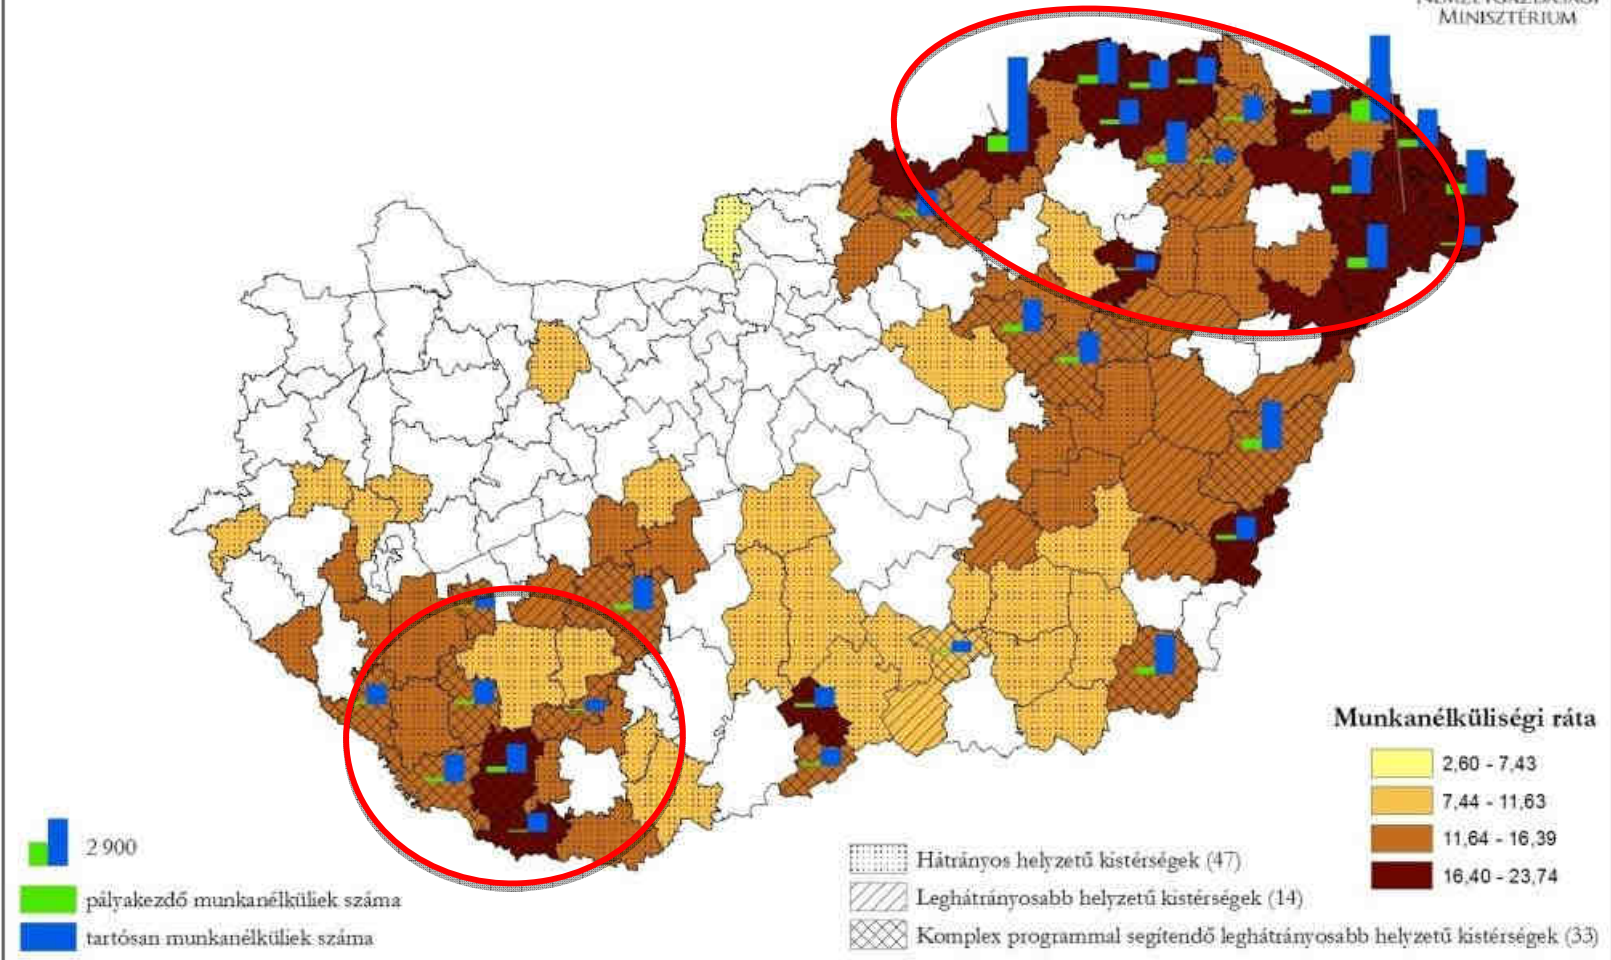 MINISZTÉRIUM
Munkanélküliségi ráta
2,60 - 7,43
7,44 - 11,63
11,64 - 16,39
16,40 - 23,74
2 900
pályakezdő munkanélküliek száma
tartósan munkanélküliek száma
Hátrányos helyzetű kistérségek (47)
Leghátrányosabb helyzetű kistérségek (14)
Komplex programmal segítendő leghátrányosabb helyzetű kistérségek (33)